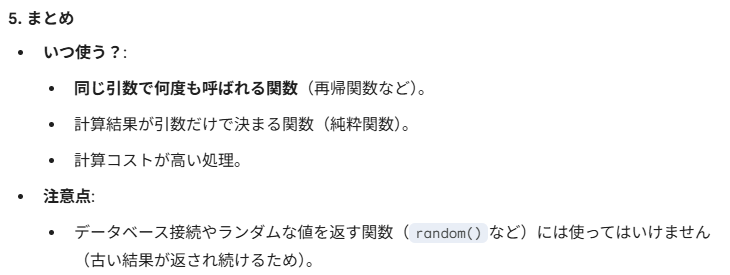 5. まとめ
• いつ使う？:
• 同じ引数で何度も呼ばれる関数（再帰関数など）。
• 計算結果が引数だけで決まる関数（純粋関数）。
• 計算コストが高い処理。
• 注意点:
• データベース接続やランダムな値を返す関数（random()など）には使ってはいけません
（古い結果が返され続けるため）。